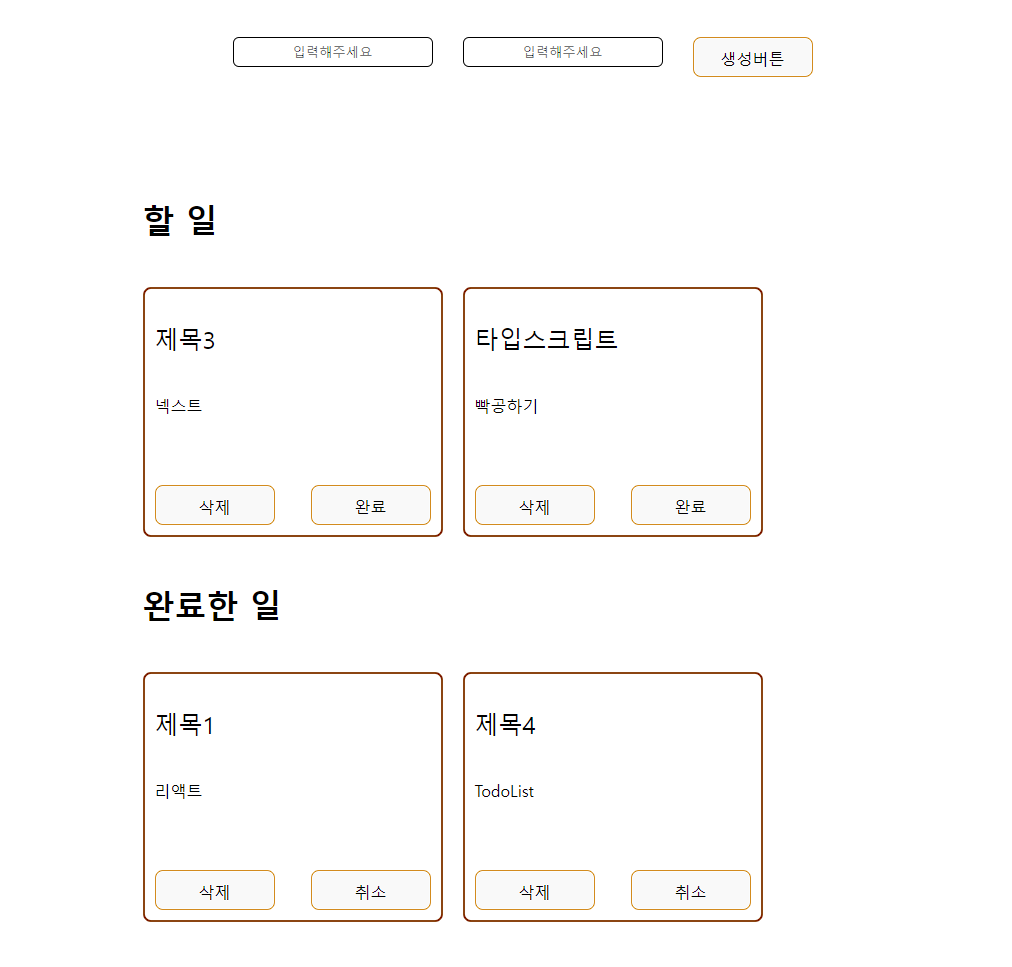 입력해주세요 입력해주세요 생성버튼
할 일
제목3
넥스트
삭제 완료
타입스크립트
빡공하기
삭제 완료
완료한 일
제목1
리액트
삭제 취소
제목4
TodoList
삭제 취소